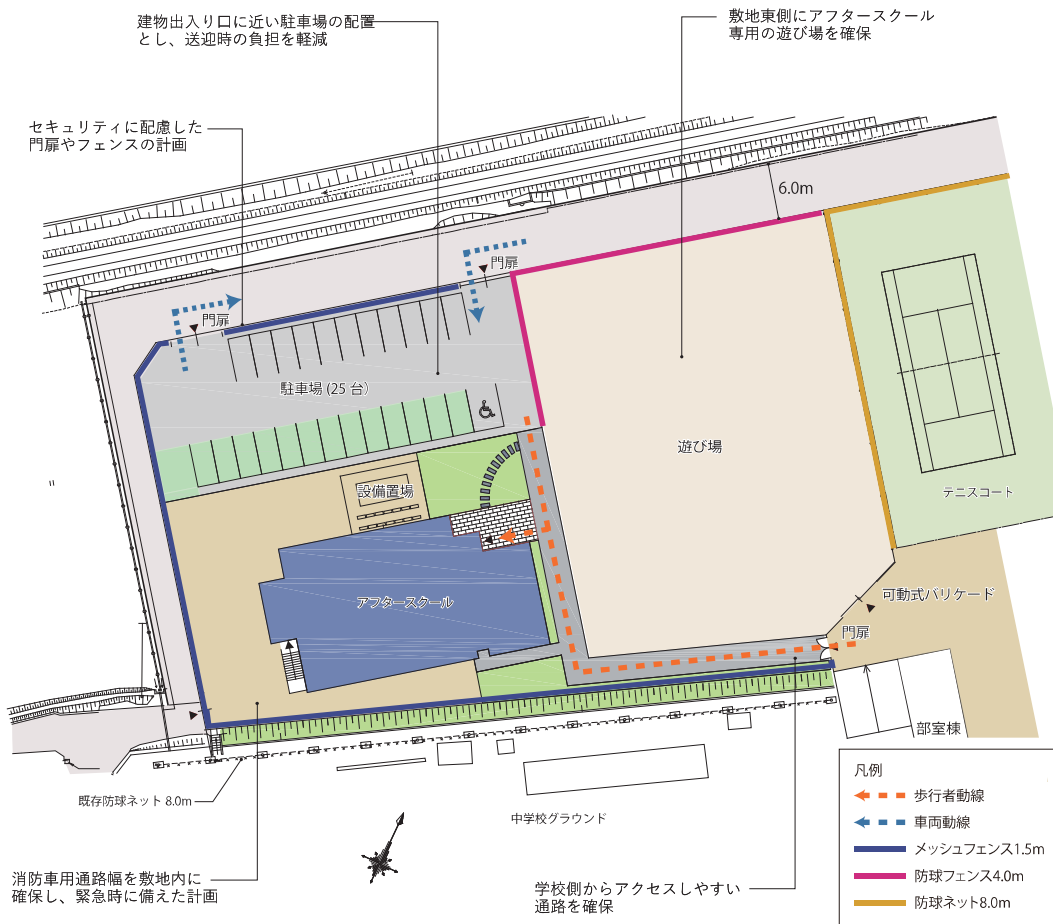 建物出入り口に近い駐車場の配置
とし、送迎時の負担を軽減
敷地東側にアフタースクール
専用の遊び場を確保
セキュリティに配慮した
門扉やフェンスの計画
6.0m
門扉
門扉
駐車場 (25 台)
遊び場
設備置場
テニスコート
アフタースクール
可動式バリケード
門扉
部室棟
既存防球ネット 8.0m
中学校グラウンド
消防車用通路幅を敷地内に
確保し、緊急時に備えた計画
学校側からアクセスしやすい
通路を確保
凡例
歩行者動線
車両動線
メッシュフェンス1.5m
防球フェンス4.0m
防球ネット8.0m